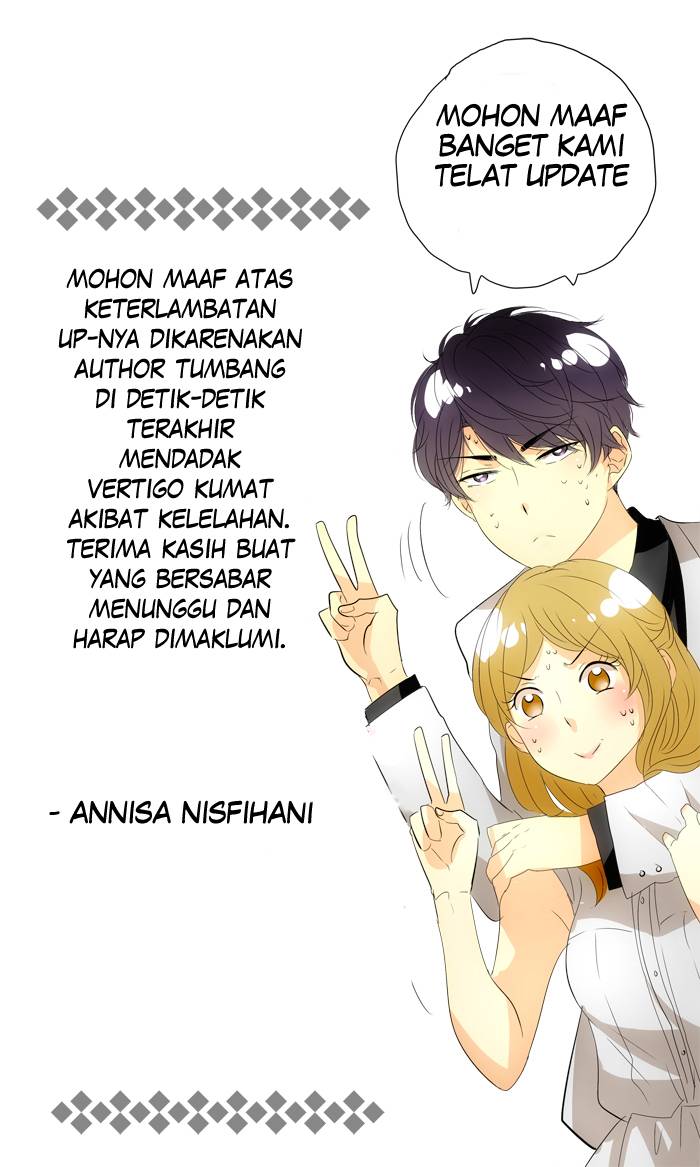 MOHON MAAF
BANGET KAMI
TELAT UPDATE
MOHON MAAF ATAS
KETERLAMBATAN
UP-NYA DIKARENAKAN
AUTHOR TUMBANG
DI DETIK-DETIK
TERAKHIR
MENDADAK
VERTIGO KUMAT
AKIBAT KELELAHAN.
TERIMA KASIH BUAT
YANG BERSABAR
MENUNGGU DAN
HARAP DIMAKLUMI.
- ANNISA NISFIHANI